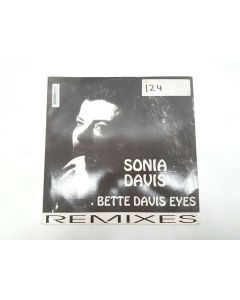 124
SONIA
DAVIS
. BETTE DAVIS EYES
REMIXES